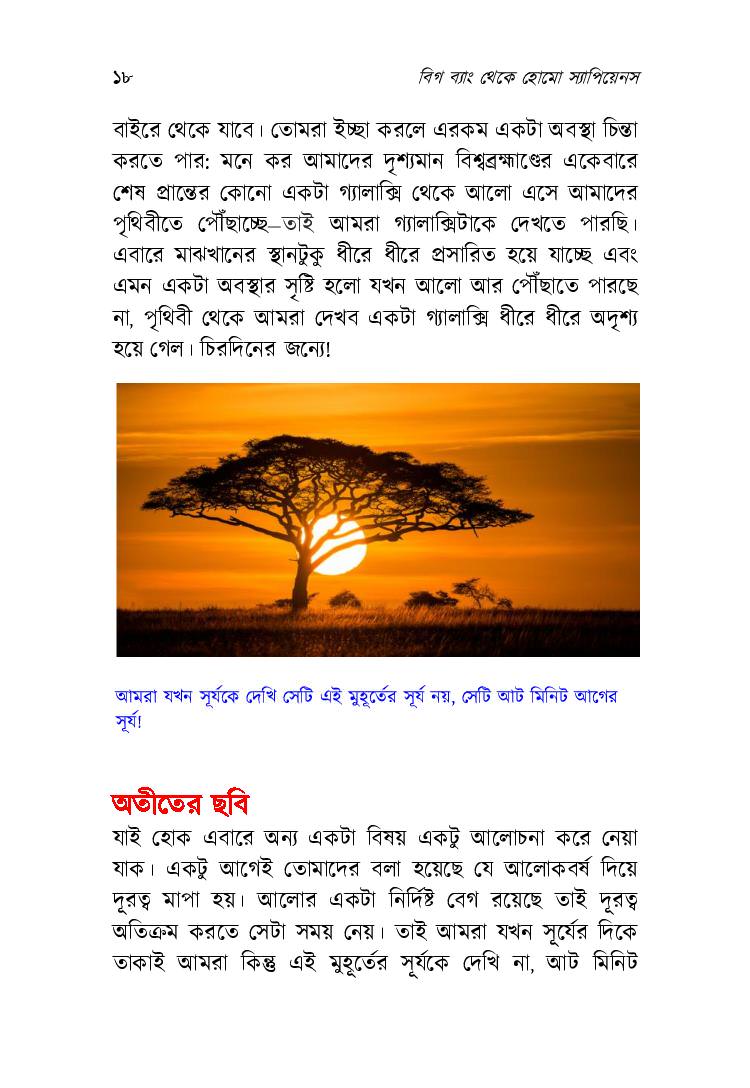 ১৮ বিগ ব্যাং থেকে হোমো স্যাপিয়েনস
বাইরে থেকে যাবে। তোমরা ইচ্ছা করলে এরকম একটা অবস্থা চিন্তা
করতে পার: মনে কর আমাদের দৃশ্যমান বিশ্বব্রহ্মাণ্ডের একেবারে
শেষ প্রান্তের কোনো একটা গ্যালাক্সি থেকে আলো এসে আমাদের
পৃথিবীতে পৌঁছাচ্ছে–তাই আমরা গ্যালাক্সিটাকে দেখতে পারছি।
এবারে মাঝখানের স্থানটুকু ধীরে ধীরে প্রসারিত হয়ে যাচ্ছে এবং
এমন একটা অবস্থার সৃষ্টি হলো যখন আলো আর পৌঁছাতে পারছে
না, পৃথিবী থেকে আমরা দেখব একটা গ্যালাক্সি ধীরে ধীরে অদৃশ্য
হয়ে গেল। চিরদিনের জন্যে!
আমরা যখন সূর্যকে দেখি সেটি এই মুহূর্তের সূর্য নয়, সেটি আট মিনিট আগের
সূর্য!
অতীতের ছবি
যাই হোক এবারে অন্য একটা বিষয় একটু আলোচনা করে নেয়া
যাক। একটু আগেই তোমাদের বলা হয়েছে যে আলোকবর্ষ দিয়ে
দূরত্ব মাপা হয়। আলোর একটা নির্দিষ্ট বেগ রয়েছে তাই দূরত্ব
অতিক্রম করতে সেটা সময় নেয়। তাই আমরা যখন সূর্যের দিকে
তাকাই আমরা কিন্তু এই মুহূর্তের সূর্যকে দেখি না, আট মিনিট